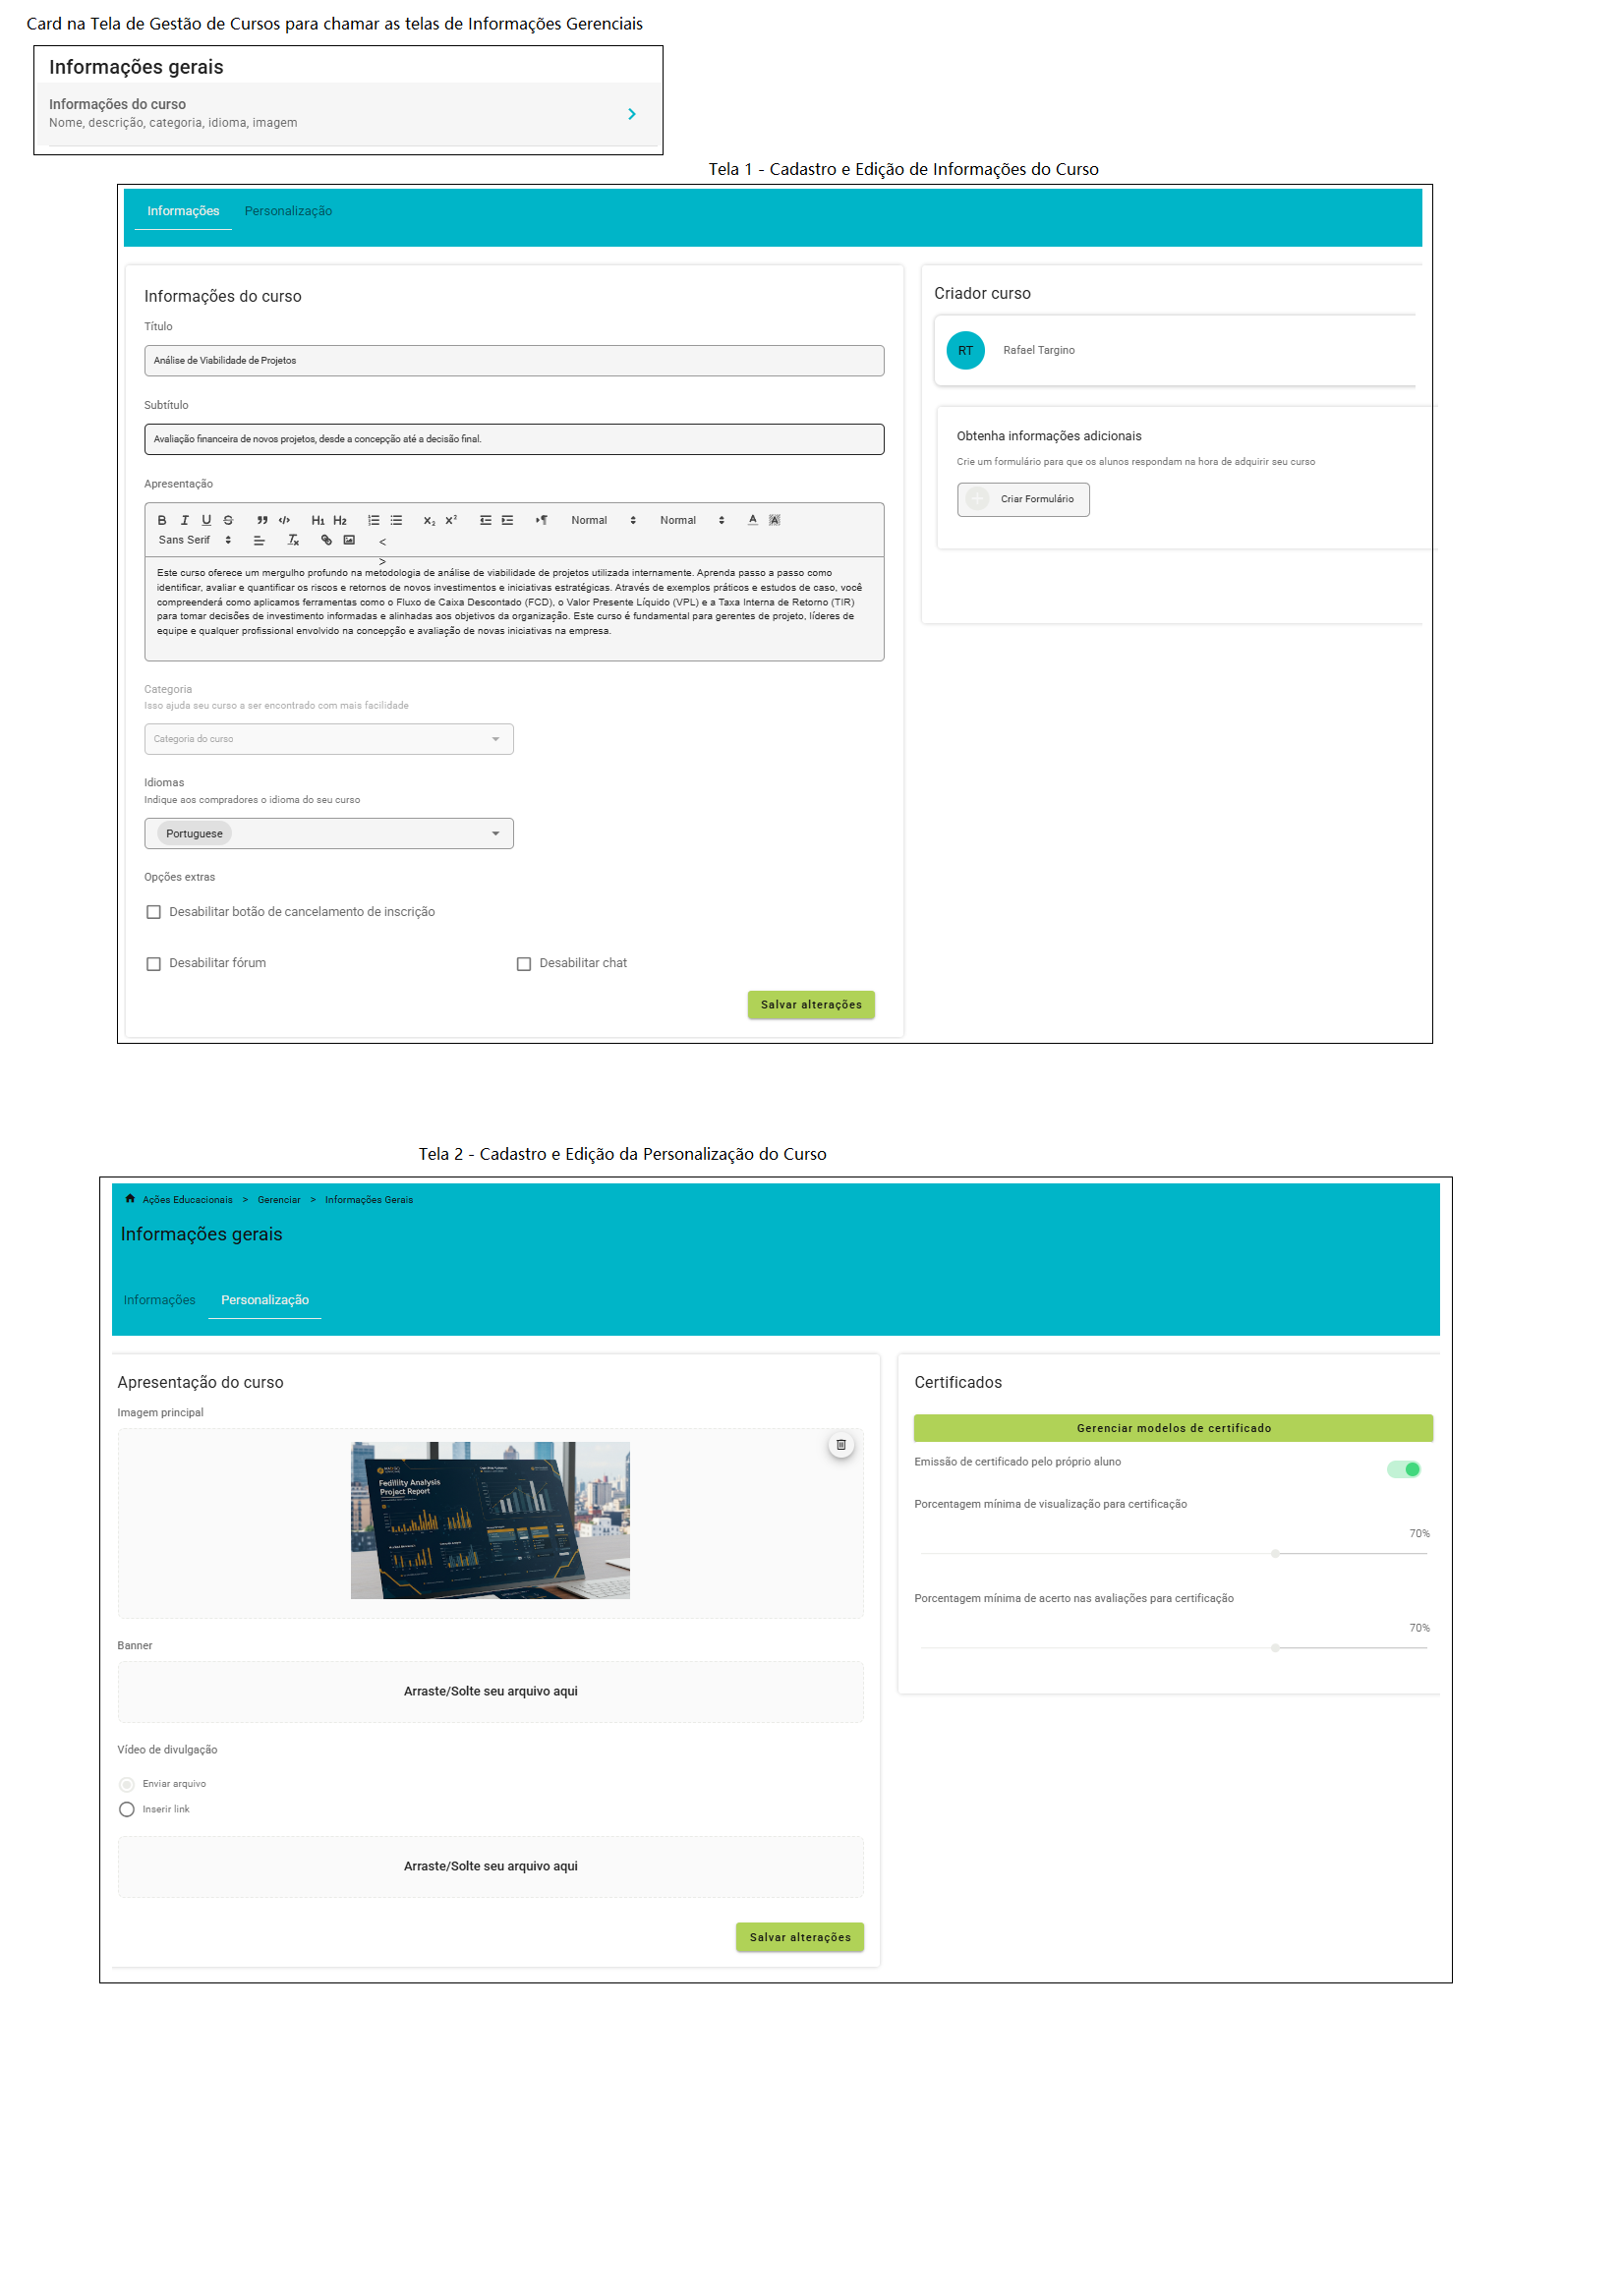 Card na Tela de Gestão de Cursos para chamar as telas de Informações Gerenciais
Informações gerais
Informações do curso
Nome, descrição, categoria, idioma, imagem
Tela 1 - Cadastro e Edição de Informações do Curso
Informações Personalização
Informações do curso
Título
Análise de Viabilidade de Projetos
Subtítulo
Avaliação financeira de novos projetos, desde a concepção até a decisão final.
Apresentação
Normal Normal
Sans Serif
Este curso oferece um mergulho profundo na metodologia de análise de viabilidade de projetos utilizada internamente. Aprenda passo a passo como
identificar, avaliar e quantificar os riscos e retornos de novos investimentos e iniciativas estratégicas. Através de exemplos práticos e estudos de caso, você
compreenderá como aplicamos ferramentas como o Fluxo de Caixa Descontado (FCD), o Valor Presente Líquido (VPL) e a Taxa Interna de Retorno (TIR)
para tomar decisões de investimento informadas e alinhadas aos objetivos da organização. Este curso é fundamental para gerentes de projeto, líderes de
equipe e qualquer profissional envolvido na concepção e avaliação de novas iniciativas na empresa.
Categoria
Isso ajuda seu curso a ser encontrado com mais facilidade
Categoria do curso
Idiomas
Indique aos compradores o idioma do seu curso
Portuguese
Opções extras
Desabilitar botão de cancelamento de inscrição
Desabilitar fórum
Desabilitar chat
Salvar alterações
Criador curso
RT Rafael Targino
Obtenha informações adicionais
Crie um formulário para que os alunos respondam na hora de adquirir seu curso
Criar Formulário
Tela 2 - Cadastro e Edição da Personalização do Curso
Ações Educacionais > Gerenciar > Informações Gerais
Informações gerais
Informações Personalização
Apresentação do curso
Imagem principal
Fedillity Analysis
Project Report
Banner
Arraste/Solte seu arquivo aqui
Vídeo de divulgação
Enviar arquivo
Inserir link
Arraste/Solte seu arquivo aqui
Salvar alterações
Certificados
Gerenciar modelos de certificado
Emissão de certificado pelo próprio aluno
Porcentagem mínima de visualização para certificação
70%
Porcentagem mínima de acerto nas avaliações para certificação
70%